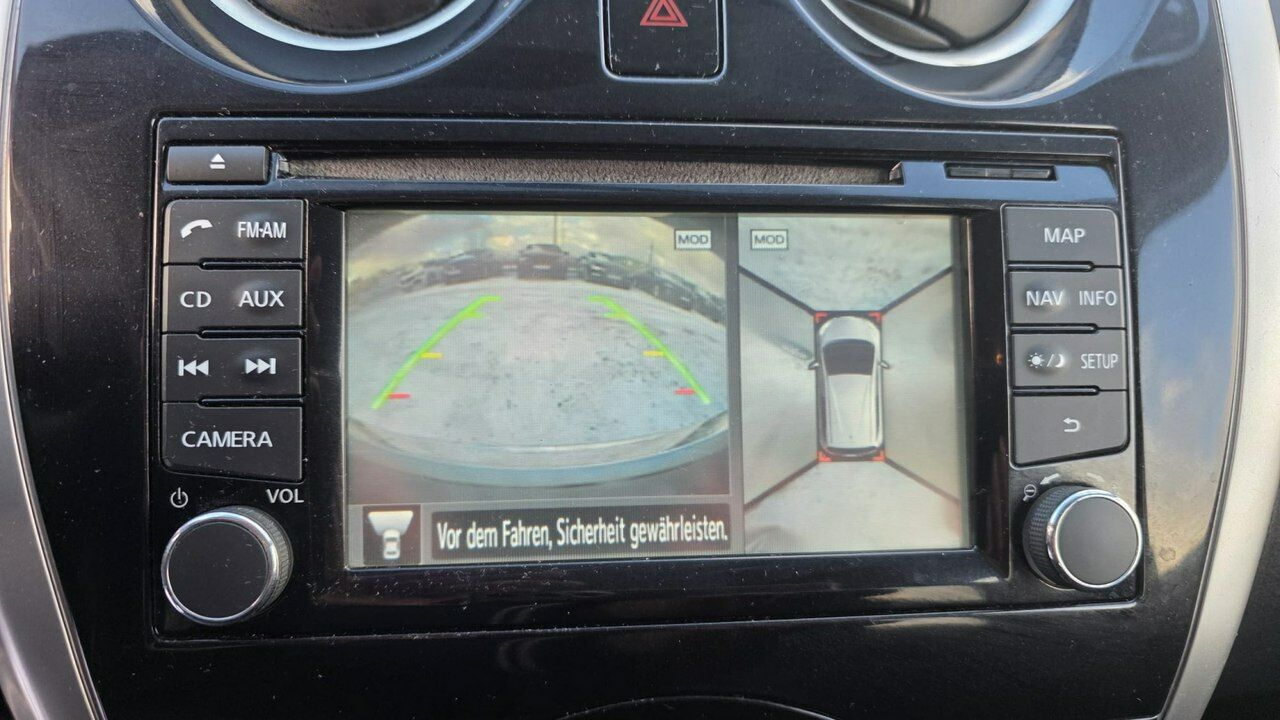 FM·AM
CD AUX
CAMERA
VOL
MOD
MOD
Vor dem Fahren, Sicherheit gewährleisten.
MAP
NAV INFO
SETUP